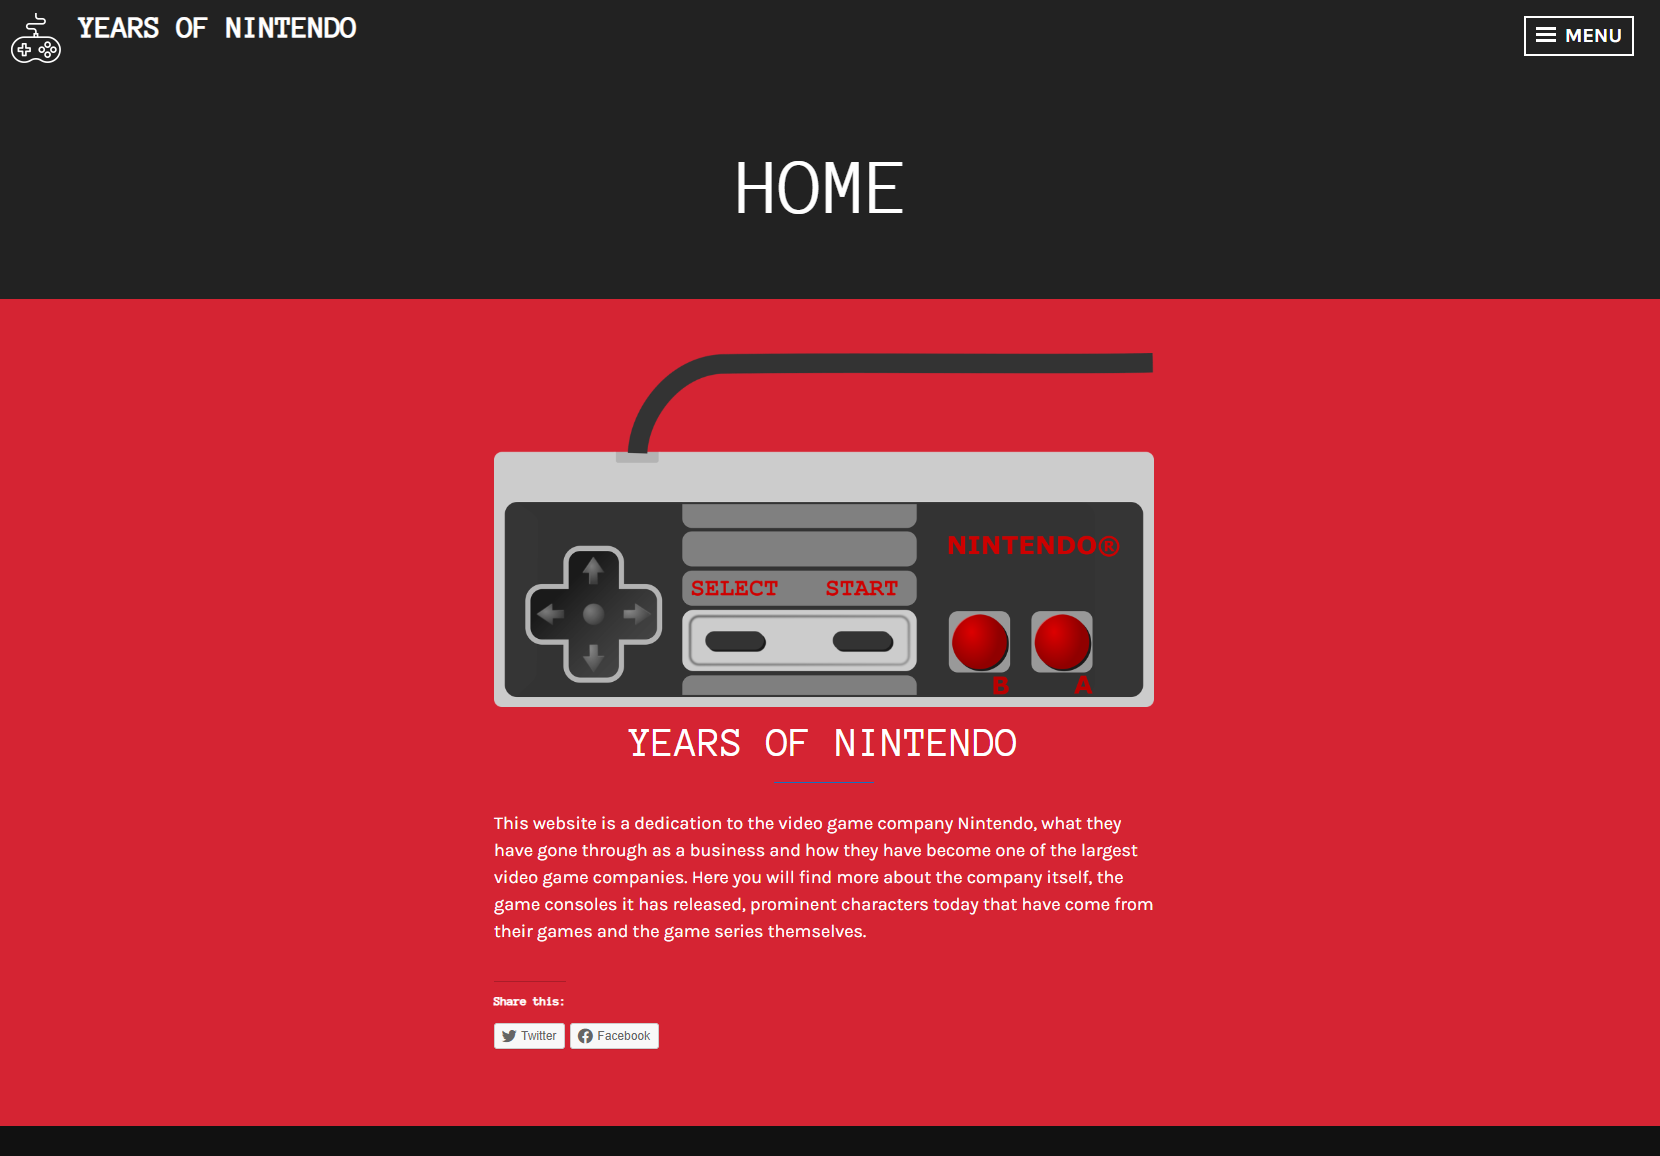 YEARS OF NINTENDO
MENU
HOME
NINTENDO®
SELECT START
B A
YEARS OF NINTENDO
This website is a dedication to the video game company Nintendo, what they
have gone through as a business and how they have become one of the largest
video game companies. Here you will find more about the company itself, the
game consoles it has released, prominent characters today that have come from
their games and the game series themselves.
Share this:
Twitter Facebook